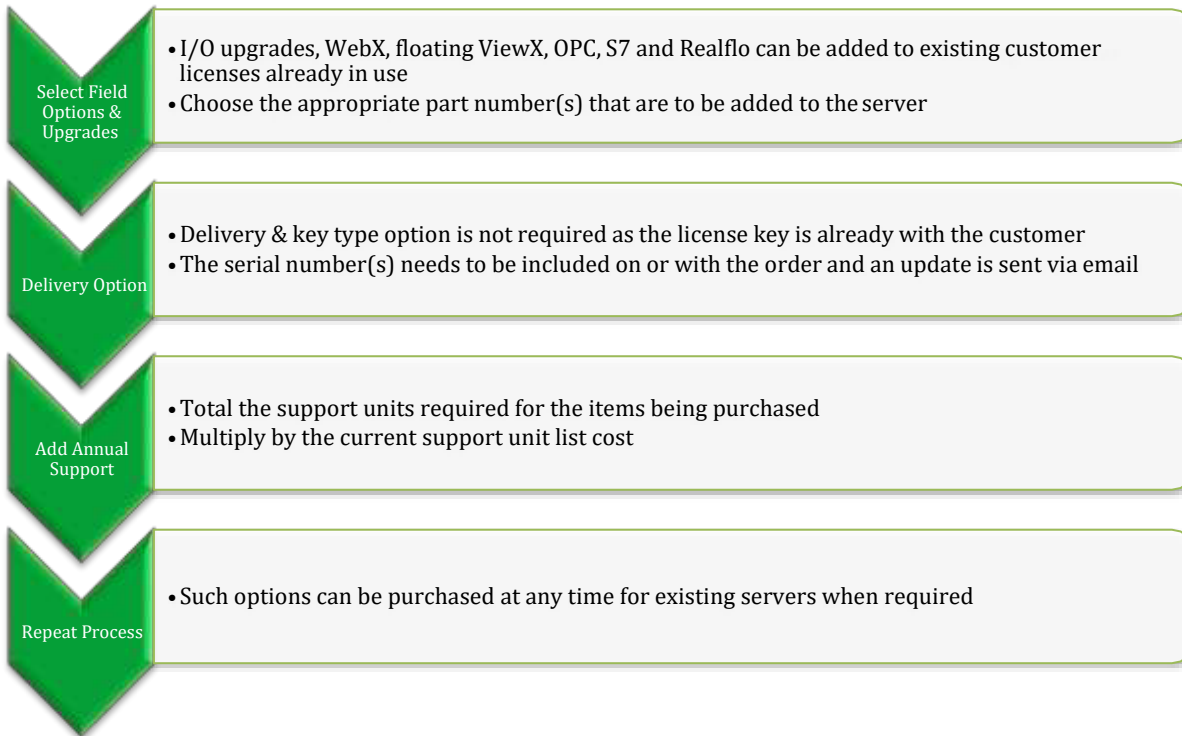 Select Field
Options &
Upgrades
•I/O upgrades, WebX, floating ViewX, OPC, S7 and Realflo can be added to existing customer
licenses already in use
•Choose the appropriate part number(s) that are to be added to the server
Delivery Option
•Delivery & key type option is not required as the license key is already with the customer
•The serial number(s) needs to be included on or with the order and an update is sent via email
Add Annual
Support
•Total the support units required for the items being purchased
•Multiply by the current support unit list cost
Repeat Process
•Such options can be purchased at any time for existing servers when required